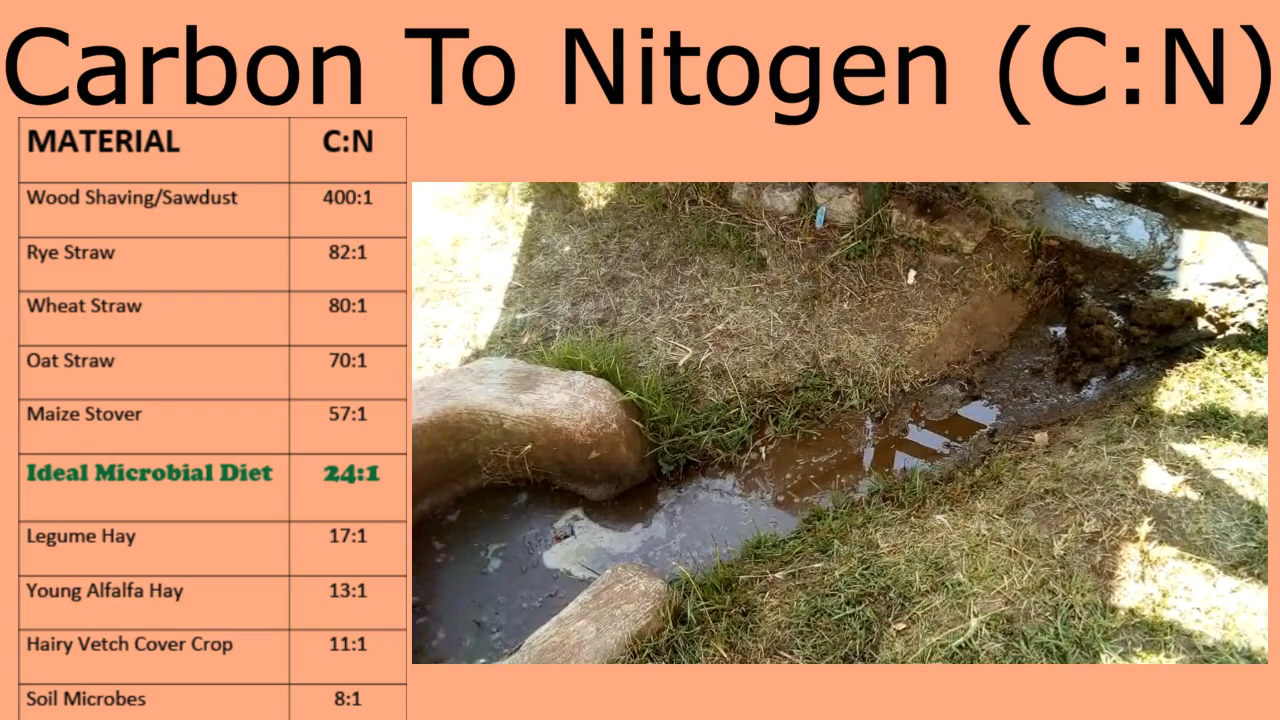 Carbon To Nitogen (C:N)
MATERIAL C:N
Wood Shaving/Sawdust 400:1
Rye Straw 82:1
Wheat Straw 80:1
Oat Straw 70:1
Maize Stover 57:1
Ideal Microbial Diet 24:1
Legume Hay 17:1
Young Alfalfa Hay 13:1
Hairy Vetch Cover Crop 11:1
Soil Microbes 8:1